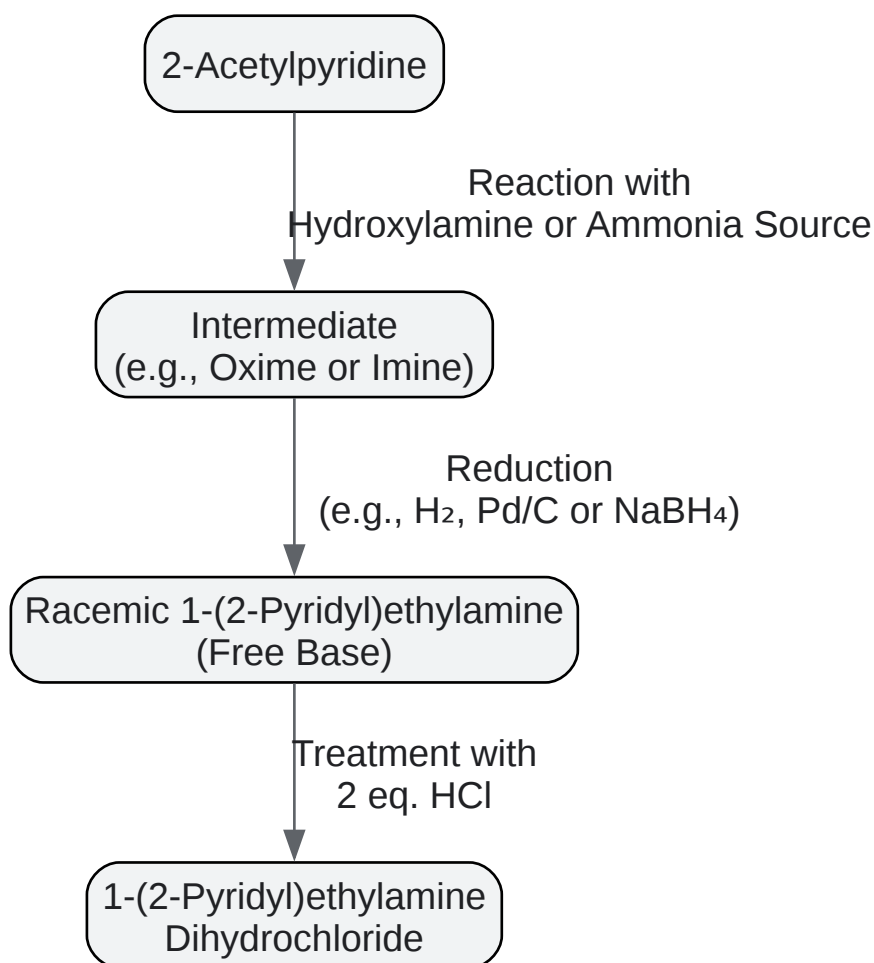 2-Acetylpyridine
Reaction with
Hydroxylamine or Ammonia Source
Intermediate
(e.g., Oxime or Imine)
Reduction
(e.g., H₂, Pd/C or NaBH₄)
Racemic 1-(2-Pyridyl)ethylamine
(Free Base)
Treatment with
2 eq. HCl
1-(2-Pyridyl)ethylamine
Dihydrochloride